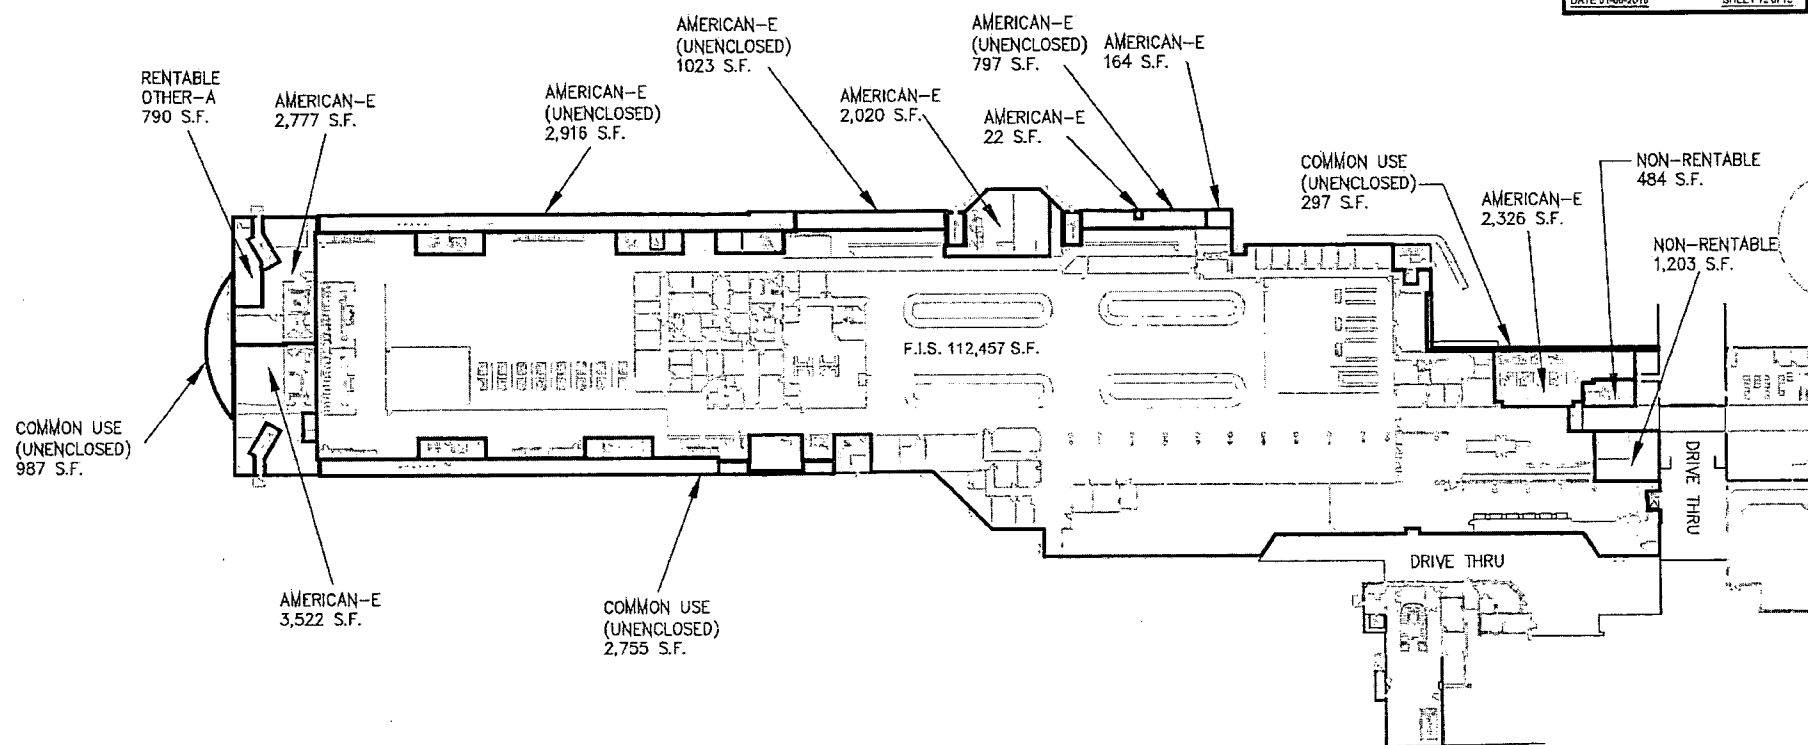 RENTABLE
OTHER-A
790 S.F.
AMERICAN-E
2,777 S.F.
AMERICAN-E
(UNENCLOSED)
2,916 S.F.
AMERICAN-E
(UNENCLOSED)
1023 S.F.
AMERICAN-E
2,020 S.F.
AMERICAN-E
(UNENCLOSED)
797 S.F.
AMERICAN-E
22 S.F.
AMERICAN-E
164 S.F.
COMMON USE
(UNENCLOSED)
297 S.F.
AMERICAN-E
2,326 S.F.
NON-RENTABLE
484 S.F.
NON-RENTABLE
1,203 S.F.
F.I.S. 112,457 S.F.
COMMON USE
(UNENCLOSED)
987 S.F.
AMERICAN-E
3,522 S.F.
COMMON USE
(UNENCLOSED)
2,755 S.F.
DRIVE THRU
DRIVE THRU